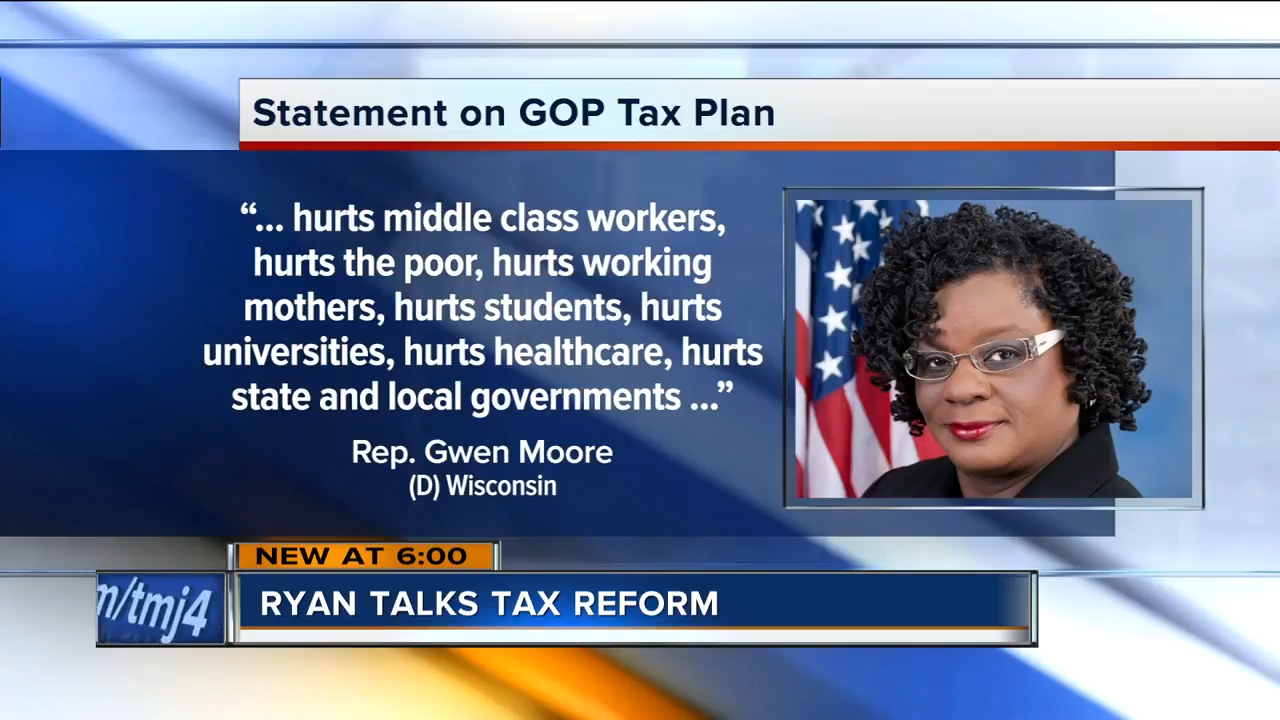 Statement on GOP Tax Plan
“... hurts middle class workers,
hurts the poor, hurts working
mothers, hurts students, hurts
universities, hurts healthcare, hurts
state and local governments ...”
Rep. Gwen Moore
(D) Wisconsin
NEW AT 6:00
m/tmj4
RYAN TALKS TAX REFORM